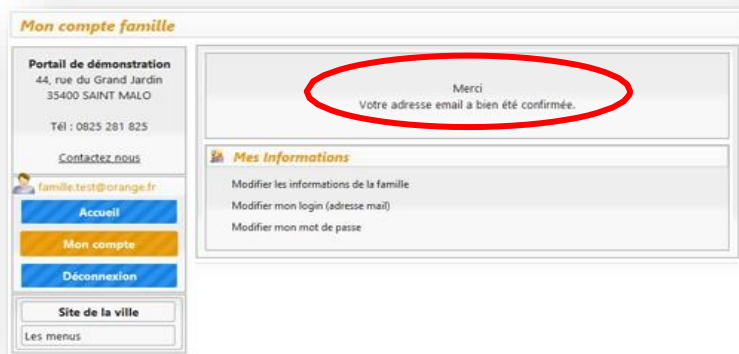 Mon compte famille
Portail de démonstration
44, rue du Grand Jardin
35400 SAINT MALO
Tél : 0825 281 825
Contactez nous
famille.test@orange.fr
Accueil
Mon compte
Déconnexion
Site de la ville
Les menus
Merci
Votre adresse email a bien été confirmée.
Mes Informations
Modifier les informations de la famille
Modifier mon login (adresse mail)
Modifier mon mot de passe